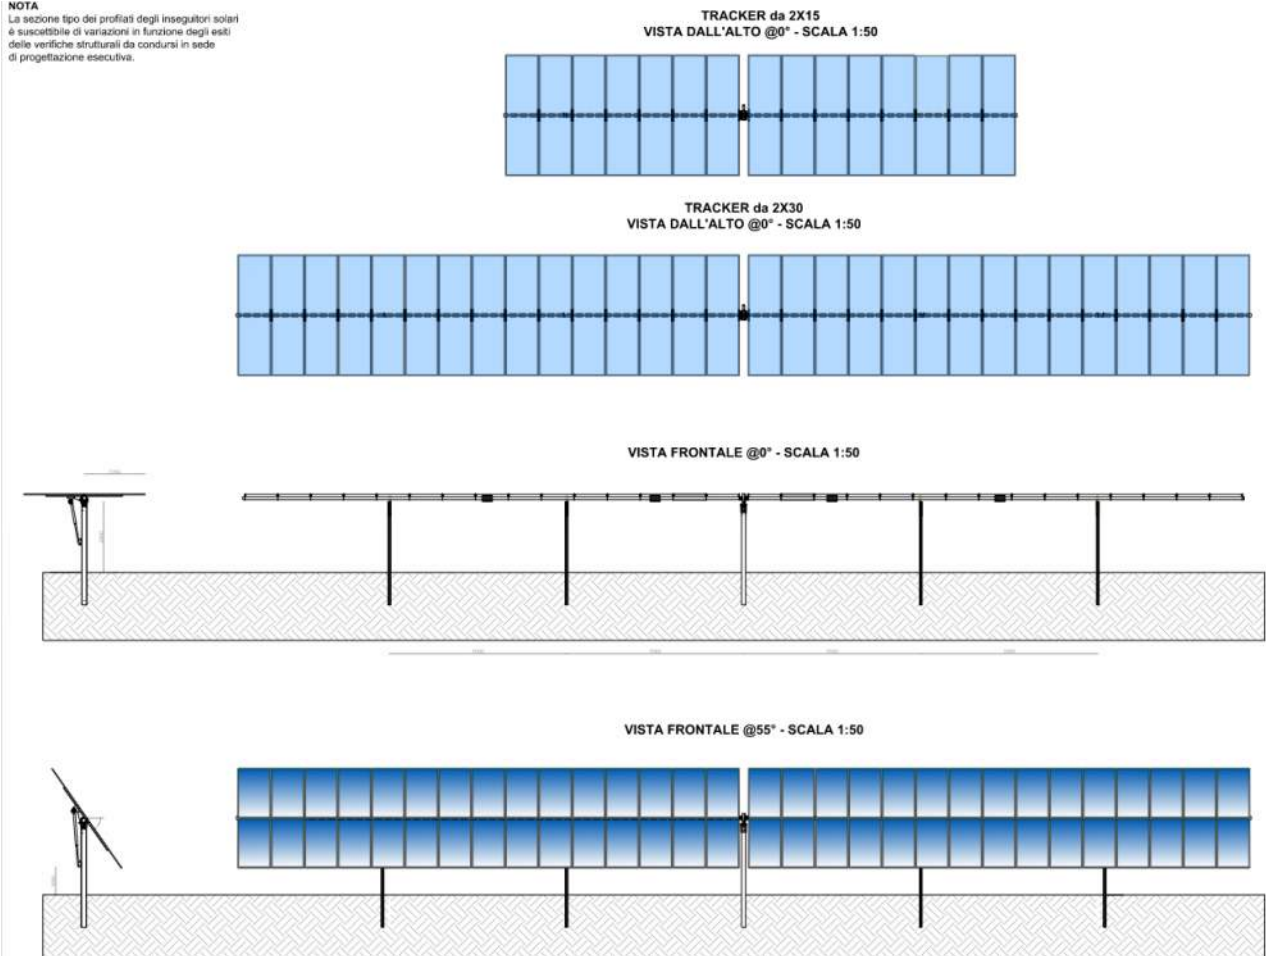 NOTA
La sezione tipo dei profilati degli inseguitori solari
è suscettibile di variazioni in funzione degli esiti
delle verifiche strutturali da condursi in sede
di progettazione esecutiva.
TRACKER da 2X15
VISTA DALL'ALTO @0° - SCALA 1:50
TRACKER da 2X30
VISTA DALL'ALTO @0° - SCALA 1:50
VISTA FRONTALE @0° - SCALA 1:50
VISTA FRONTALE @55° - SCALA 1:50